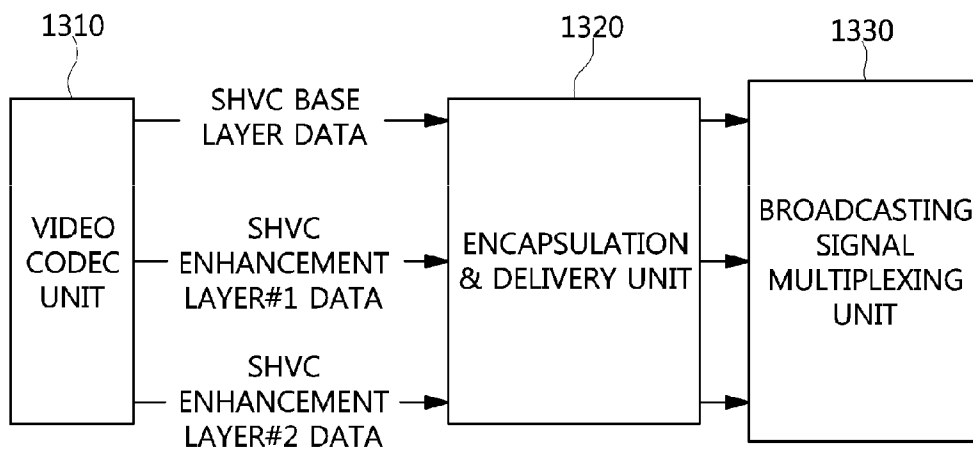 1310
1320
1330
VIDEO
CODEC
UNIT
SHVC BASE
LAYER DATA
SHVC
ENHANCEMENT
LAYER#1 DATA
SHVC
ENHANCEMENT
LAYER#2 DATA
ENCAPSULATION
& DELIVERY UNIT
BROADCASTING
SIGNAL
MULTIPLEXING
UNIT